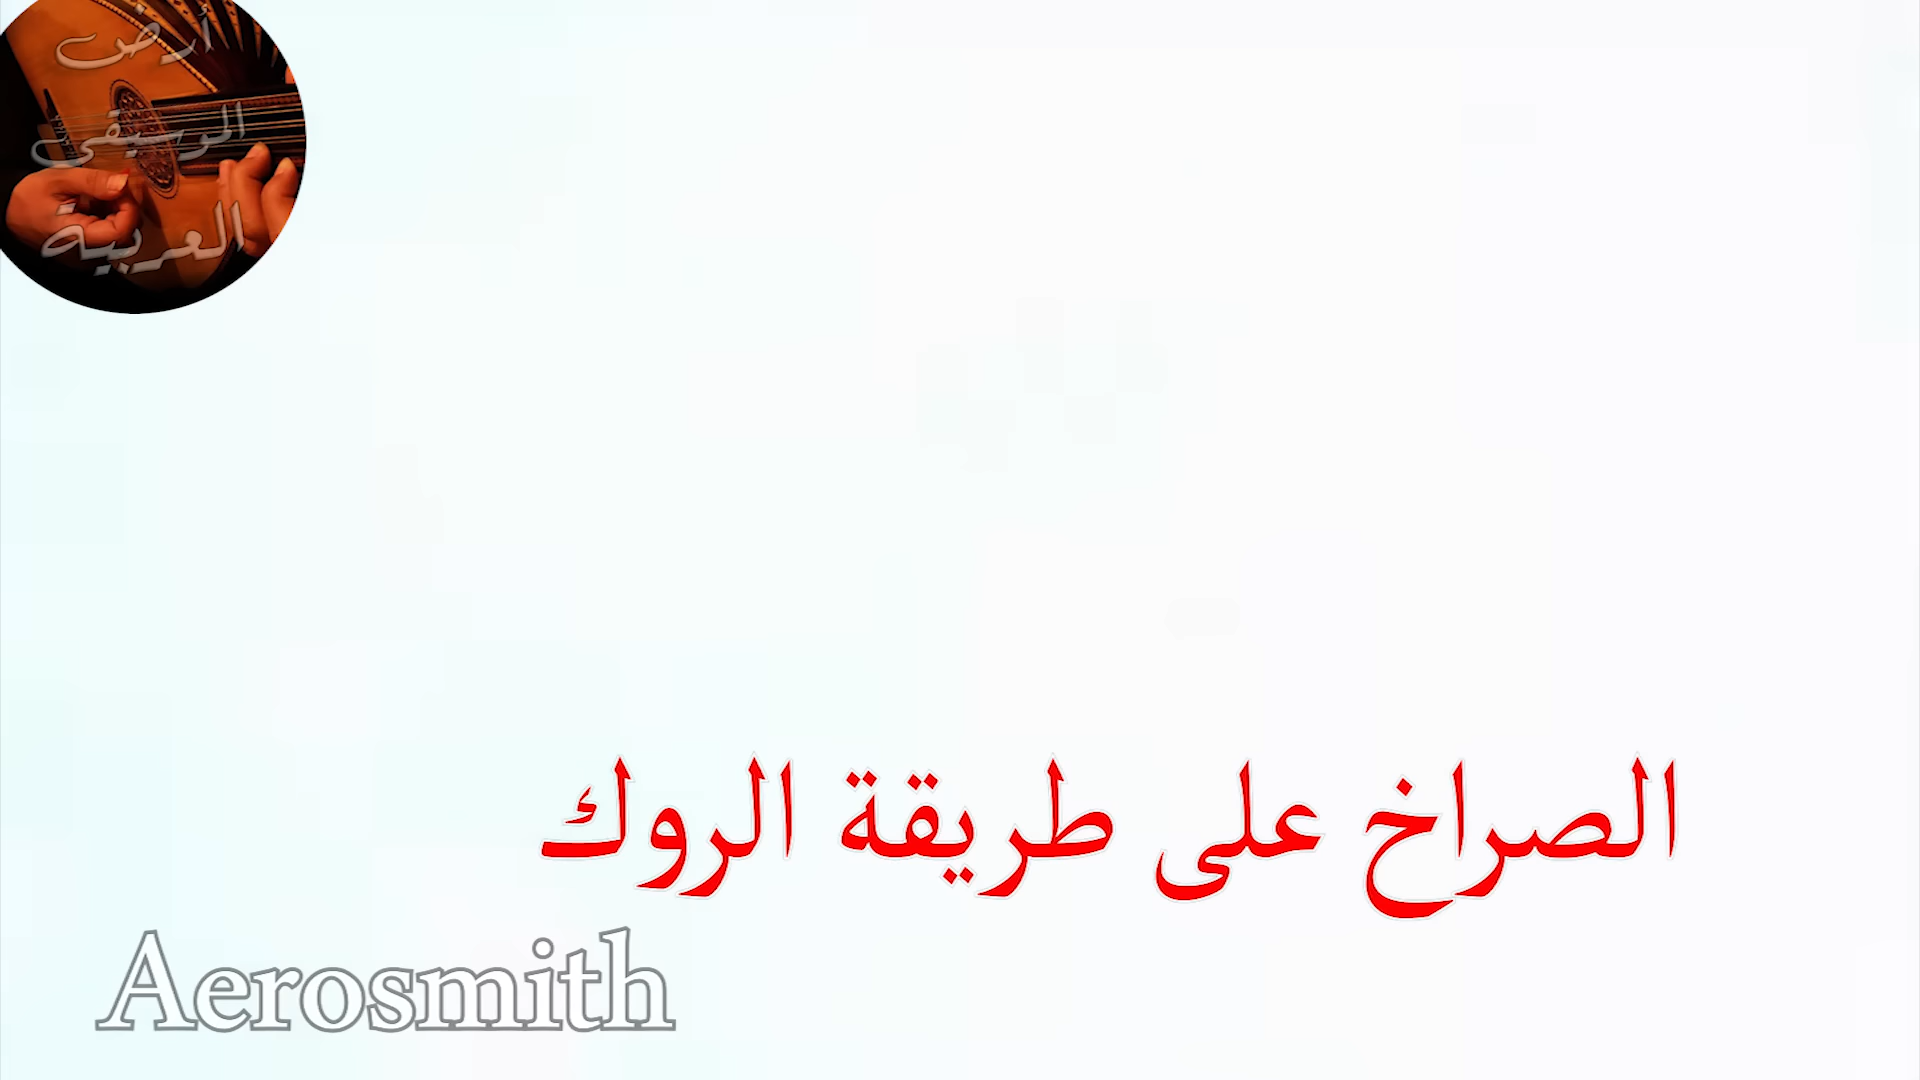 أرض
الموسيقى
العربية
الصراخ على طريقة الروك
Aerosmith